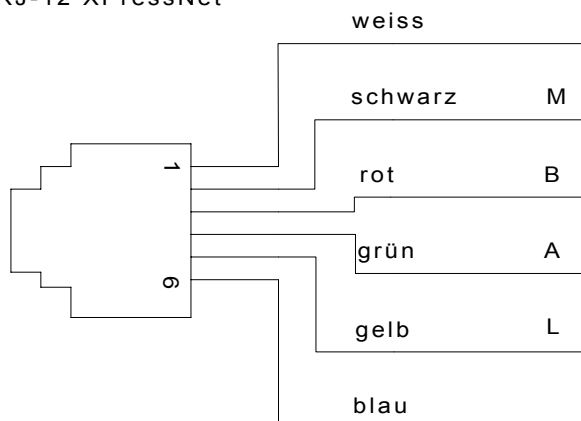 RJ-12 XPressNet
weiss
schwarz M
1
rot B
grün A
6
gelb L
blau